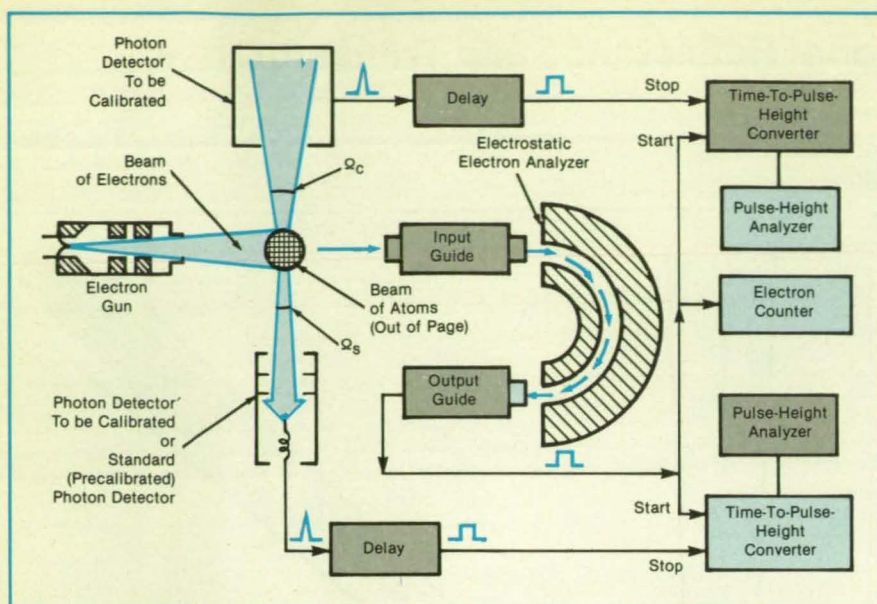 Photon
Detector
To be
Calibrated
Delay
Stop
Time-To-Pulse-
Height
Converter
Start
Electrostatic
Electron Analyzer
Beam
of Electrons
Ω_C
Pulse-Height
Analyzer
Input
Guide
Electron
Gun
Beam
of Atoms
(Out of Page)
Electron
Counter
Ω_S
Output
Guide
Photon Detector
To be Calibrated
or
Standard
(Precalibrated)
Photon Detector
Pulse-Height
Analyzer
Start
Time-To-Pulse-
Height
Converter
Delay
Stop